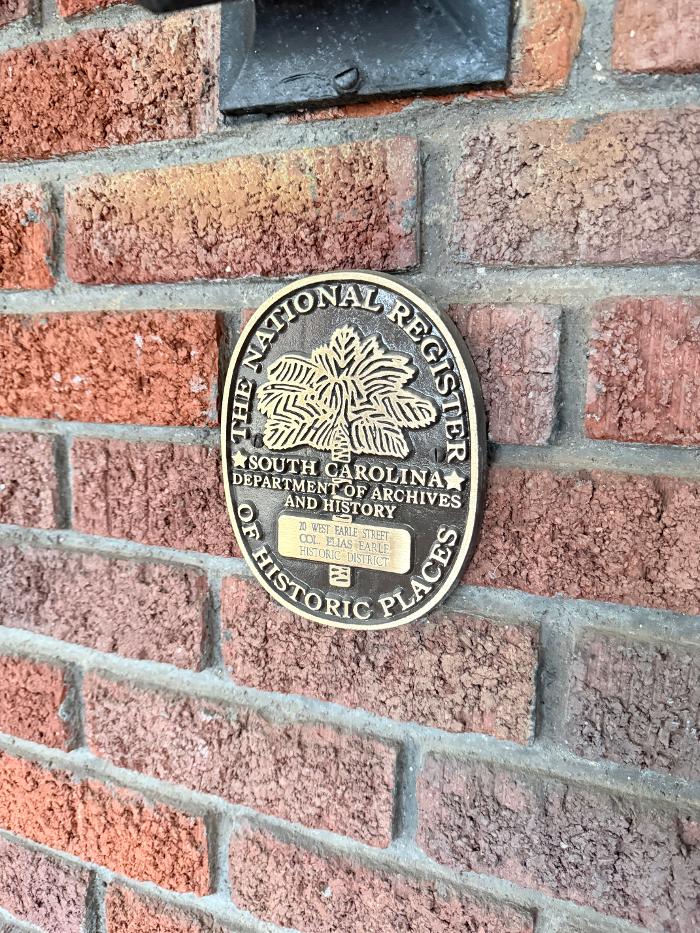 THE NATIONAL REGISTER
SOUTH CAROLINA
DEPARTMENT OF ARCHIVES
AND HISTORY
20 WEST EARLE STREET
COL. ELIAS EARLE
HISTORIC DISTRICT
OF HISTORIC PLACES